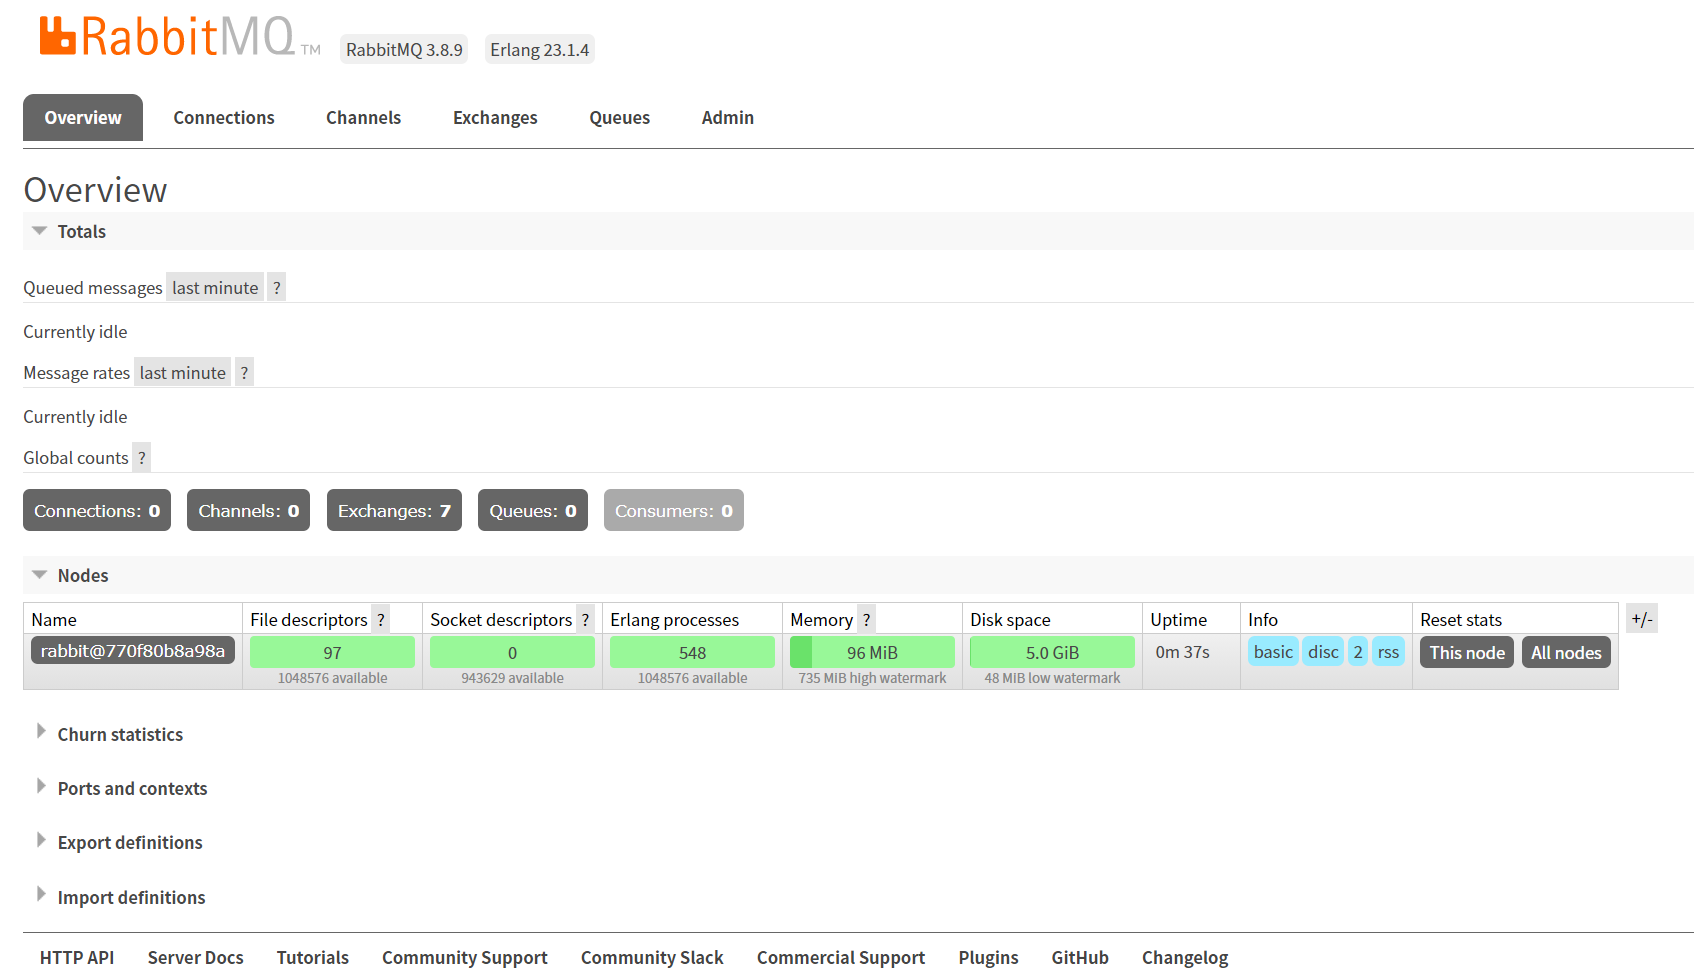 RabbitMQ TM RabbitMQ 3.8.9 Erlang 23.1.4
Overview Connections Channels Exchanges Queues Admin
Overview
Totals
Queued messages last minute ?
Currently idle
Message rates last minute ?
Currently idle
Global counts ?
Connections: 0 Channels: 0 Exchanges: 7 Queues: 0 Consumers: 0
Nodes
Name File descriptors ? Socket descriptors ? Erlang processes Memory ? Disk space Uptime Info Reset stats +/-
rabbit@770f80b8a98a 97 0 548 96 MiB 5.0 GiB 0m 37s basic disc 2 rss This node All nodes
1048576 available 943629 available 1048576 available 735 MiB high watermark 48 MiB low watermark
Churn statistics
Ports and contexts
Export definitions
Import definitions
HTTP API Server Docs Tutorials Community Support Community Slack Commercial Support Plugins GitHub Changelog